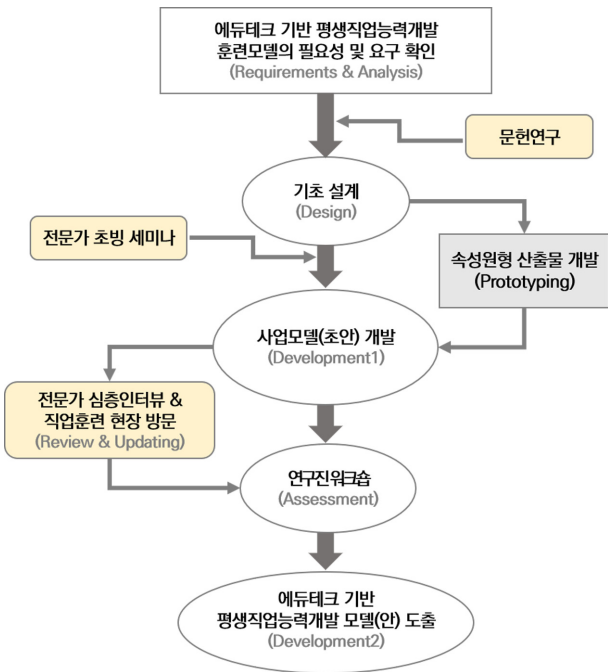 에듀테크 기반 평생직업능력개발
훈련모델의 필요성 및 요구 확인
(Requirements & Analysis)
문헌연구
기초 설계
(Design)
전문가 초빙 세미나
속성원형 산출물 개발
(Prototyping)
사업모델(초안) 개발
(Development1)
전문가 심층인터뷰 &
직업훈련 현장 방문
(Review & Updating)
연구진워크숍
(Assessment)
에듀테크 기반
평생직업능력개발 모델(안) 도출
(Development2)